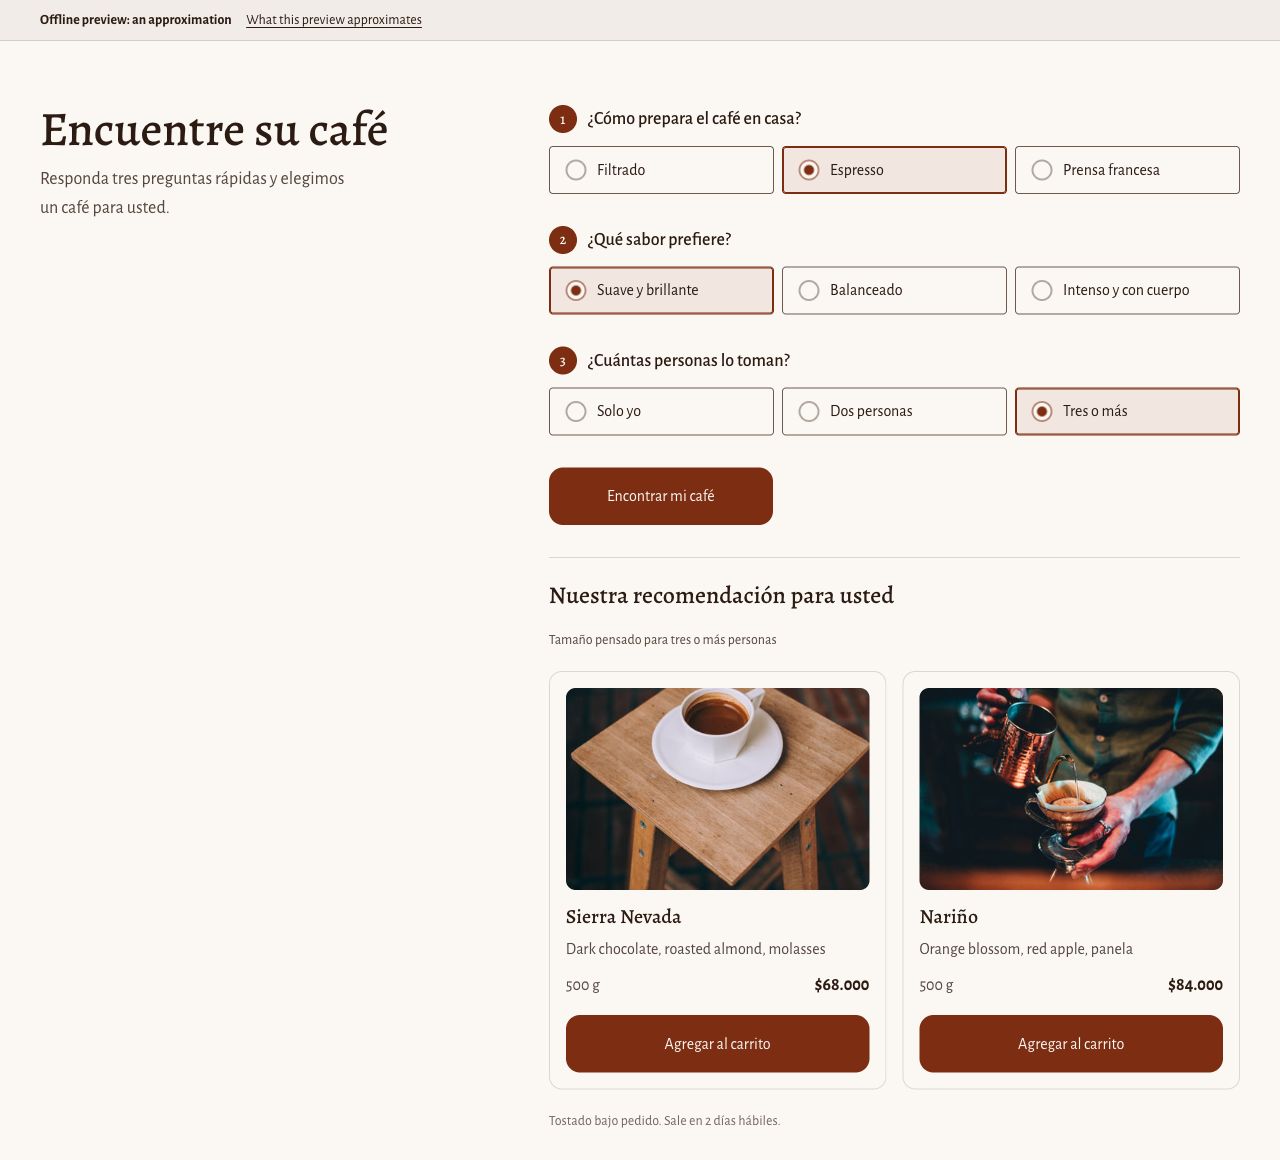 Offline preview: an approximation What this preview approximates
Encuentre su café
Responda tres preguntas rápidas y elegimos
un café para usted.
1 ¿Cómo prepara el café en casa?
Filtrado Espresso Prensa francesa
2 ¿Qué sabor prefiere?
Suave y brillante Balanceado Intenso y con cuerpo
3 ¿Cuántas personas lo toman?
Solo yo Dos personas Tres o más
Encontrar mi café
Nuestra recomendación para usted
Tamaño pensado para tres o más personas
Sierra Nevada
Dark chocolate, roasted almond, molasses
500 g $68.000
Agregar al carrito
Nariño
Orange blossom, red apple, panela
500 g $84.000
Agregar al carrito
Tostado bajo pedido. Sale en 2 días hábiles.